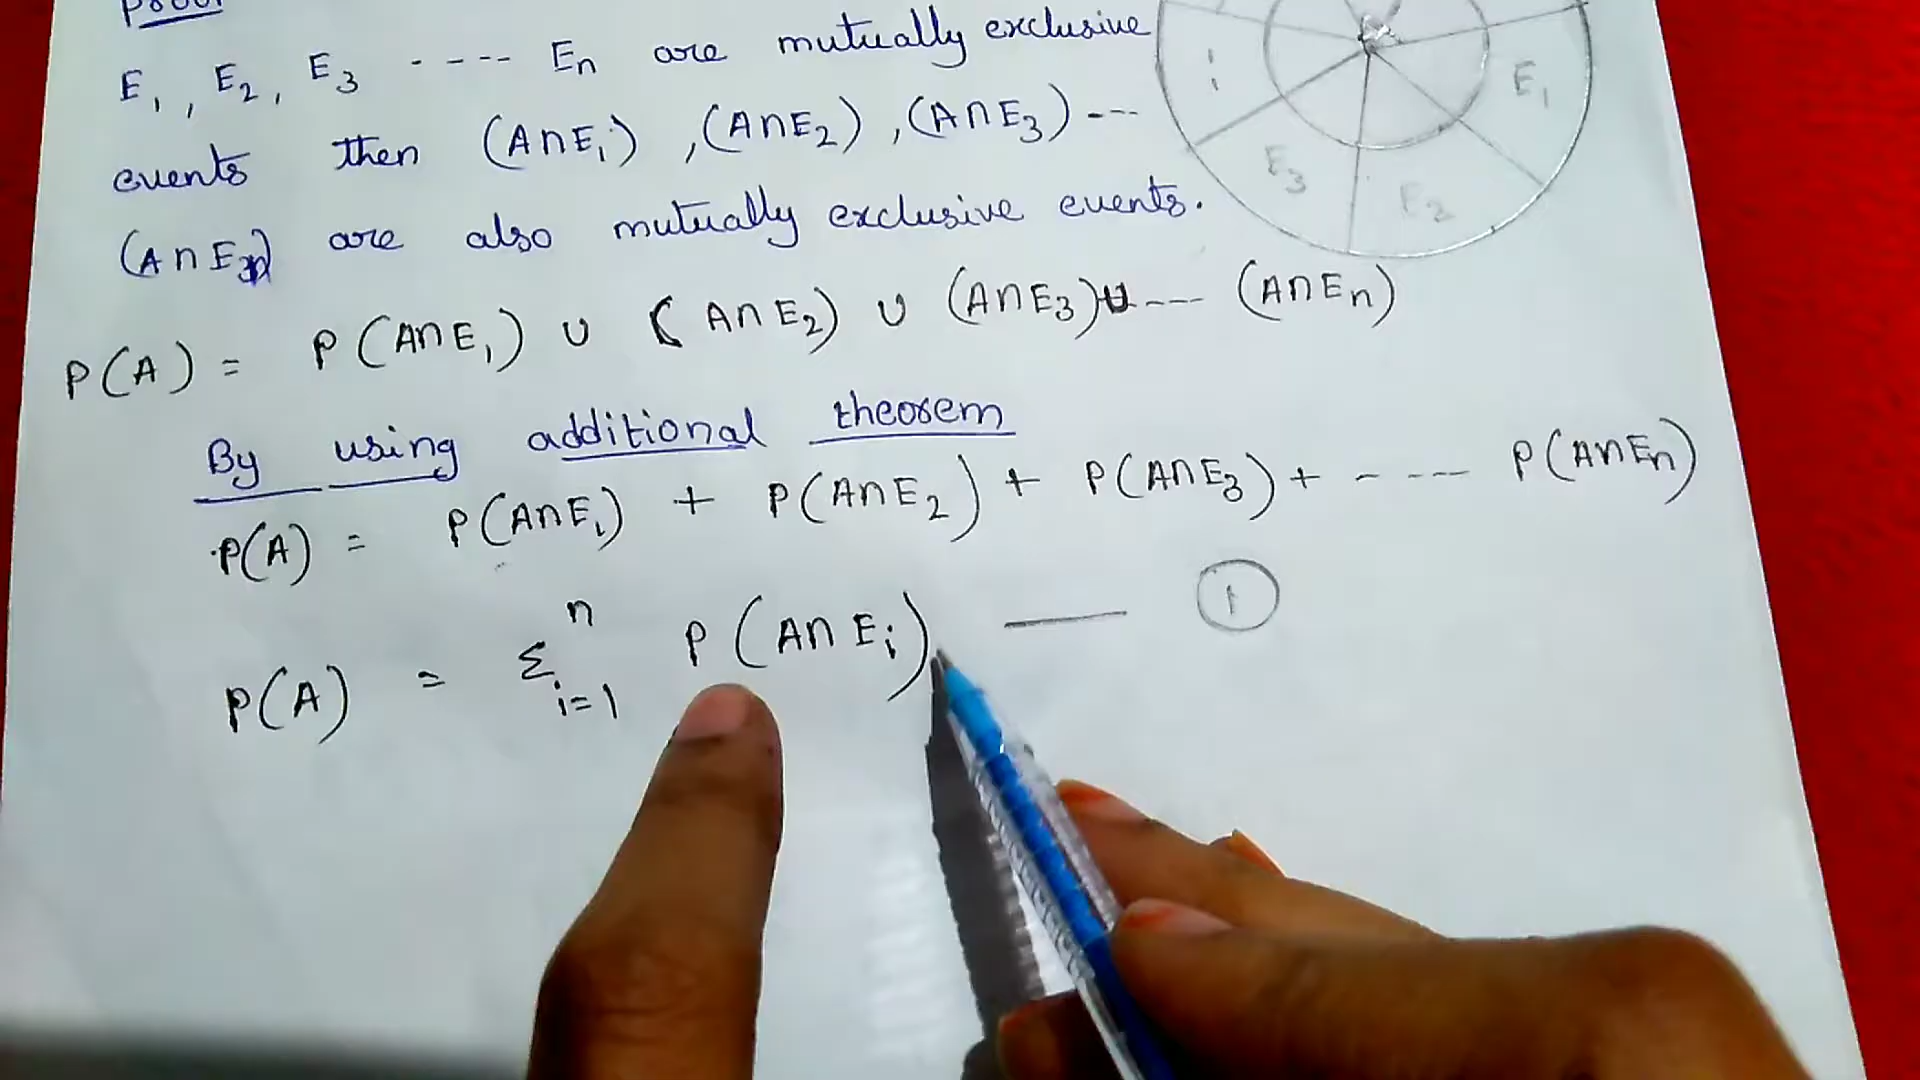 Proof
E₁, E₂, E₃ ---- Eₙ are mutually exclusive
events then (A∩E₁), (A∩E₂), (A∩E₃) ---
(A∩Eₙ) are also mutually exclusive events.
P(A) = P(A∩E₁) ∪ (A∩E₂) ∪ (A∩E₃)∪--- (A∩Eₙ)
By using additional theorem
P(A) = P(A∩E₁) + P(A∩E₂) + P(A∩E₃) + ---- P(A∩Eₙ)
P(A) = Σ n i=1 P(A∩Eᵢ) — 1
E₁
E₃
E₂